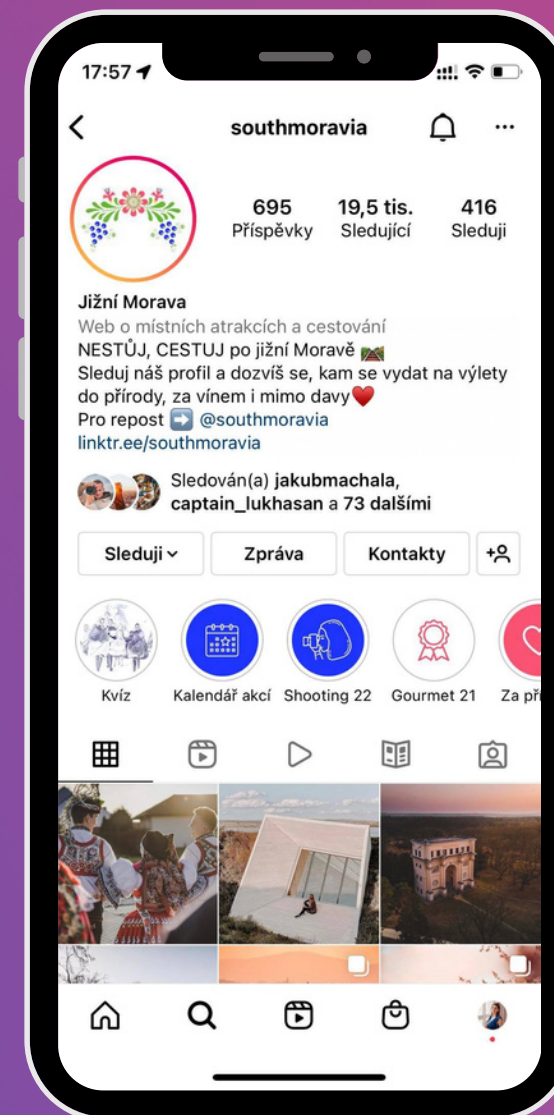 17:57
southmoravia
695 19,5 tis. 416
Příspěvky Sledující Sleduji
Jižní Morava
Web o místních atrakcích a cestování
NESTŮJ, CESTUJ po jižní Moravě
Sleduj náš profil a dozvíš se, kam se vydat na výlety
do přírody, za vínem i mimo davy
Pro repost ➡️ @southmoravia
linktr.ee/southmoravia
Sledován(a) jakubmachala,
captain_lukhasan a 73 dalšími
Sleduji Zpráva Kontakty
Kvíz Kalendář akcí Shooting 22 Gourmet 21 Za pří